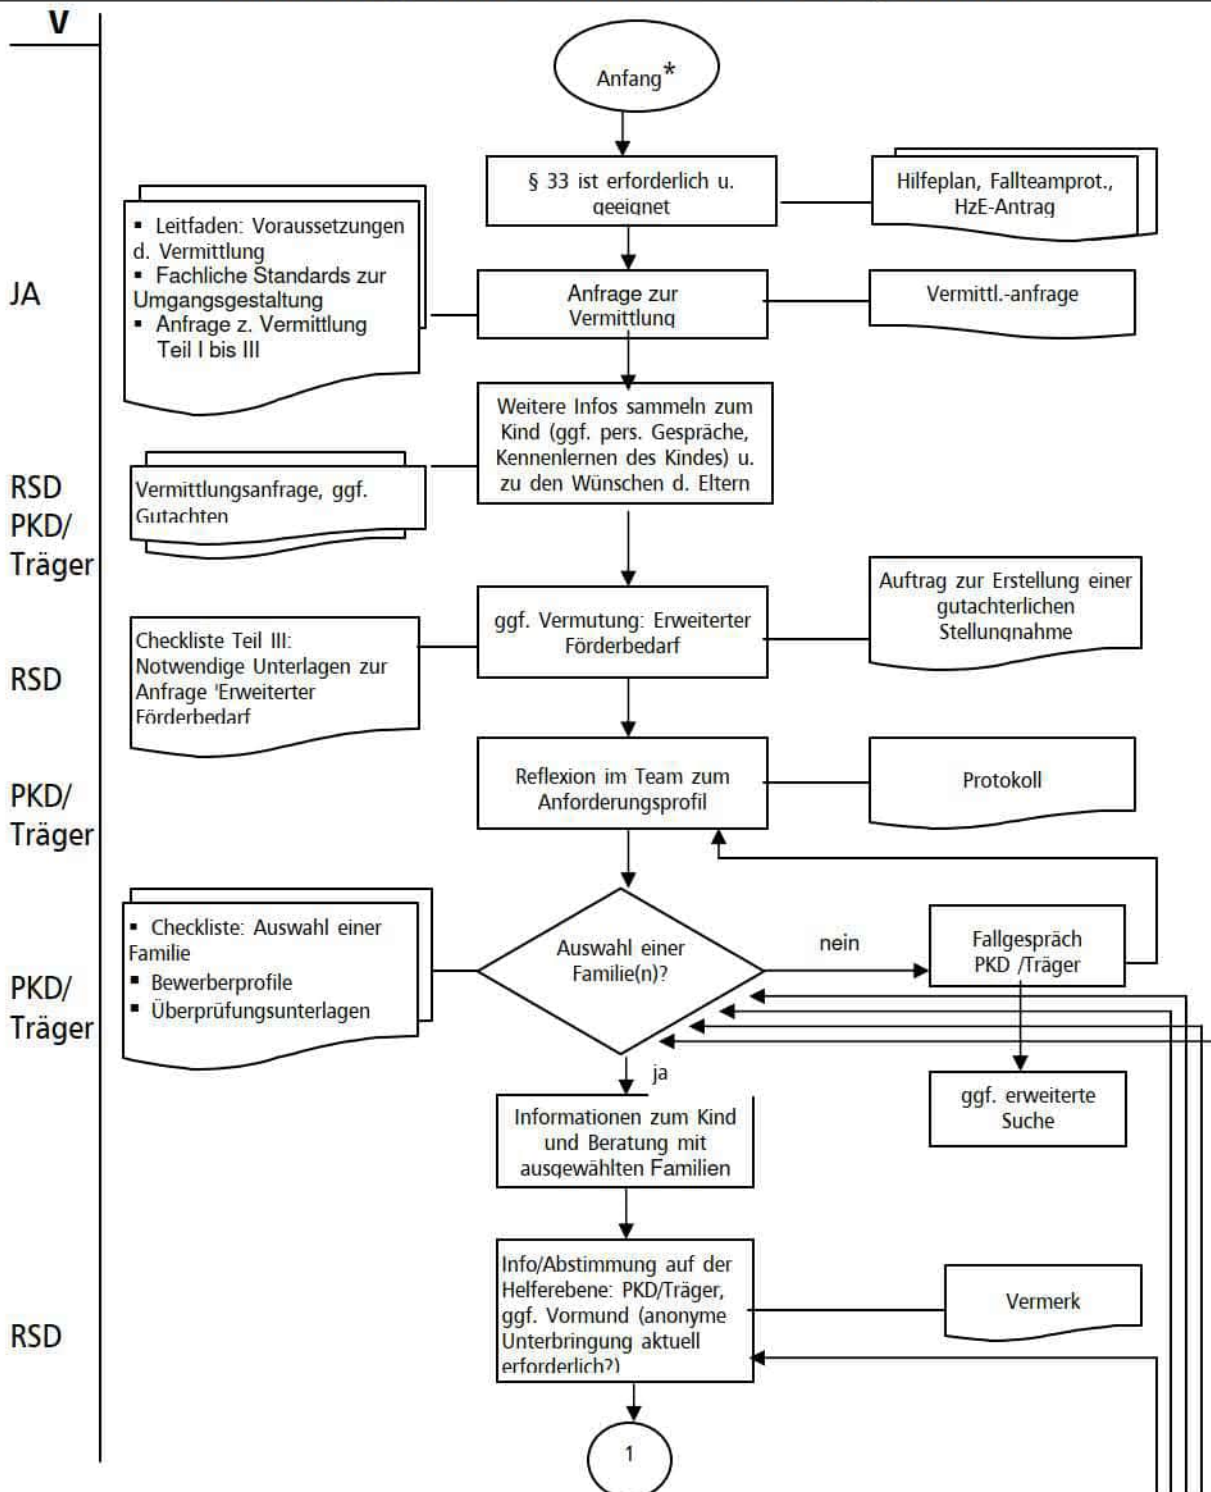 V
Anfang*
§ 33 ist erforderlich u.
geeignet
Hilfeplan, Fallteamprot.,
HzE-Antrag
▪ Leitfaden: Voraussetzungen
d. Vermittlung
▪ Fachliche Standards zur
Umgangsgestaltung
▪ Anfrage z. Vermittlung
Teil I bis III
JA
Anfrage zur
Vermittlung
Vermittl.-anfrage
Weitere Infos sammeln zum
Kind (ggf. pers. Gespräche,
Kennenlernen des Kindes) u.
zu den Wünschen d. Eltern
RSD
PKD/
Träger
Vermittlungsanfrage, ggf.
Gutachten
ggf. Vermutung: Erweiterter
Förderbedarf
Auftrag zur Erstellung einer
gutachterlichen
Stellungnahme
RSD
Checkliste Teil III:
Notwendige Unterlagen zur
Anfrage 'Erweiterter
Förderbedarf
PKD/
Träger
Reflexion im Team zum
Anforderungsprofil
Protokoll
PKD/
Träger
▪ Checkliste: Auswahl einer
Familie
▪ Bewerberprofile
▪ Überprüfungsunterlagen
Auswahl einer
Familie(n)?
nein
Fallgespräch
PKD /Träger
ja
ggf. erweiterte
Suche
Informationen zum Kind
und Beratung mit
ausgewählten Familien
RSD
Info/Abstimmung auf der
Helferebene: PKD/Träger,
ggf. Vormund (anonyme
Unterbringung aktuell
erforderlich?)
Vermerk
1